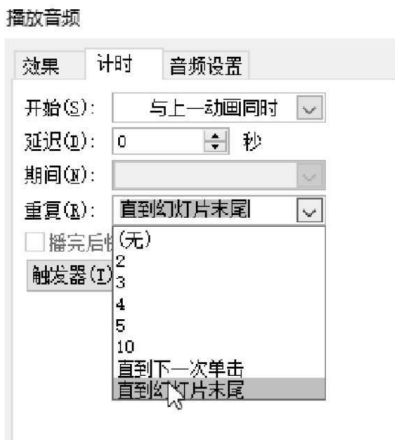 播放音频
效果 计时 音频设置
开始(S): 与上一动画同时
延迟(D): 0 秒
期间(N):
重复(R): 直到幻灯片末尾
播完后
触发器(T)
(无)
2
3
4
5
10
直到下一次单击
直到幻灯片末尾